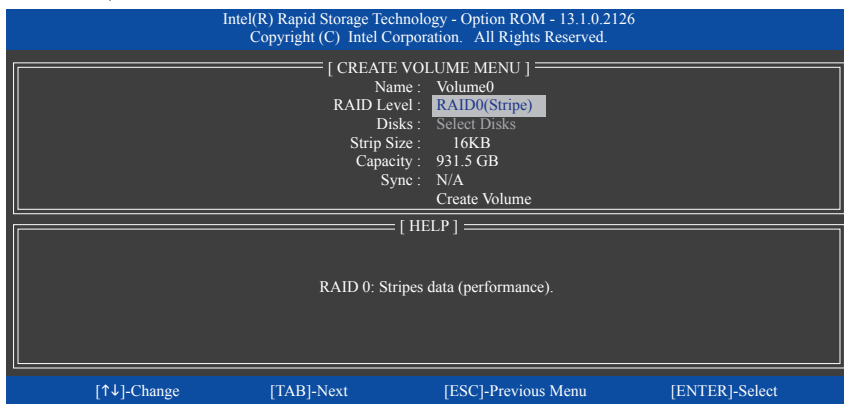 Intel(R) Rapid Storage Technology - Option ROM - 13.1.0.2126
Copyright (C) Intel Corporation. All Rights Reserved.
[ CREATE VOLUME MENU ]
Name : Volume0
RAID Level : RAID0(Stripe)
Disks : Select Disks
Strip Size : 16KB
Capacity : 931.5 GB
Sync : N/A
Create Volume
[ HELP ]
RAID 0: Stripes data (performance).
[↑↓]-Change [TAB]-Next [ESC]-Previous Menu [ENTER]-Select